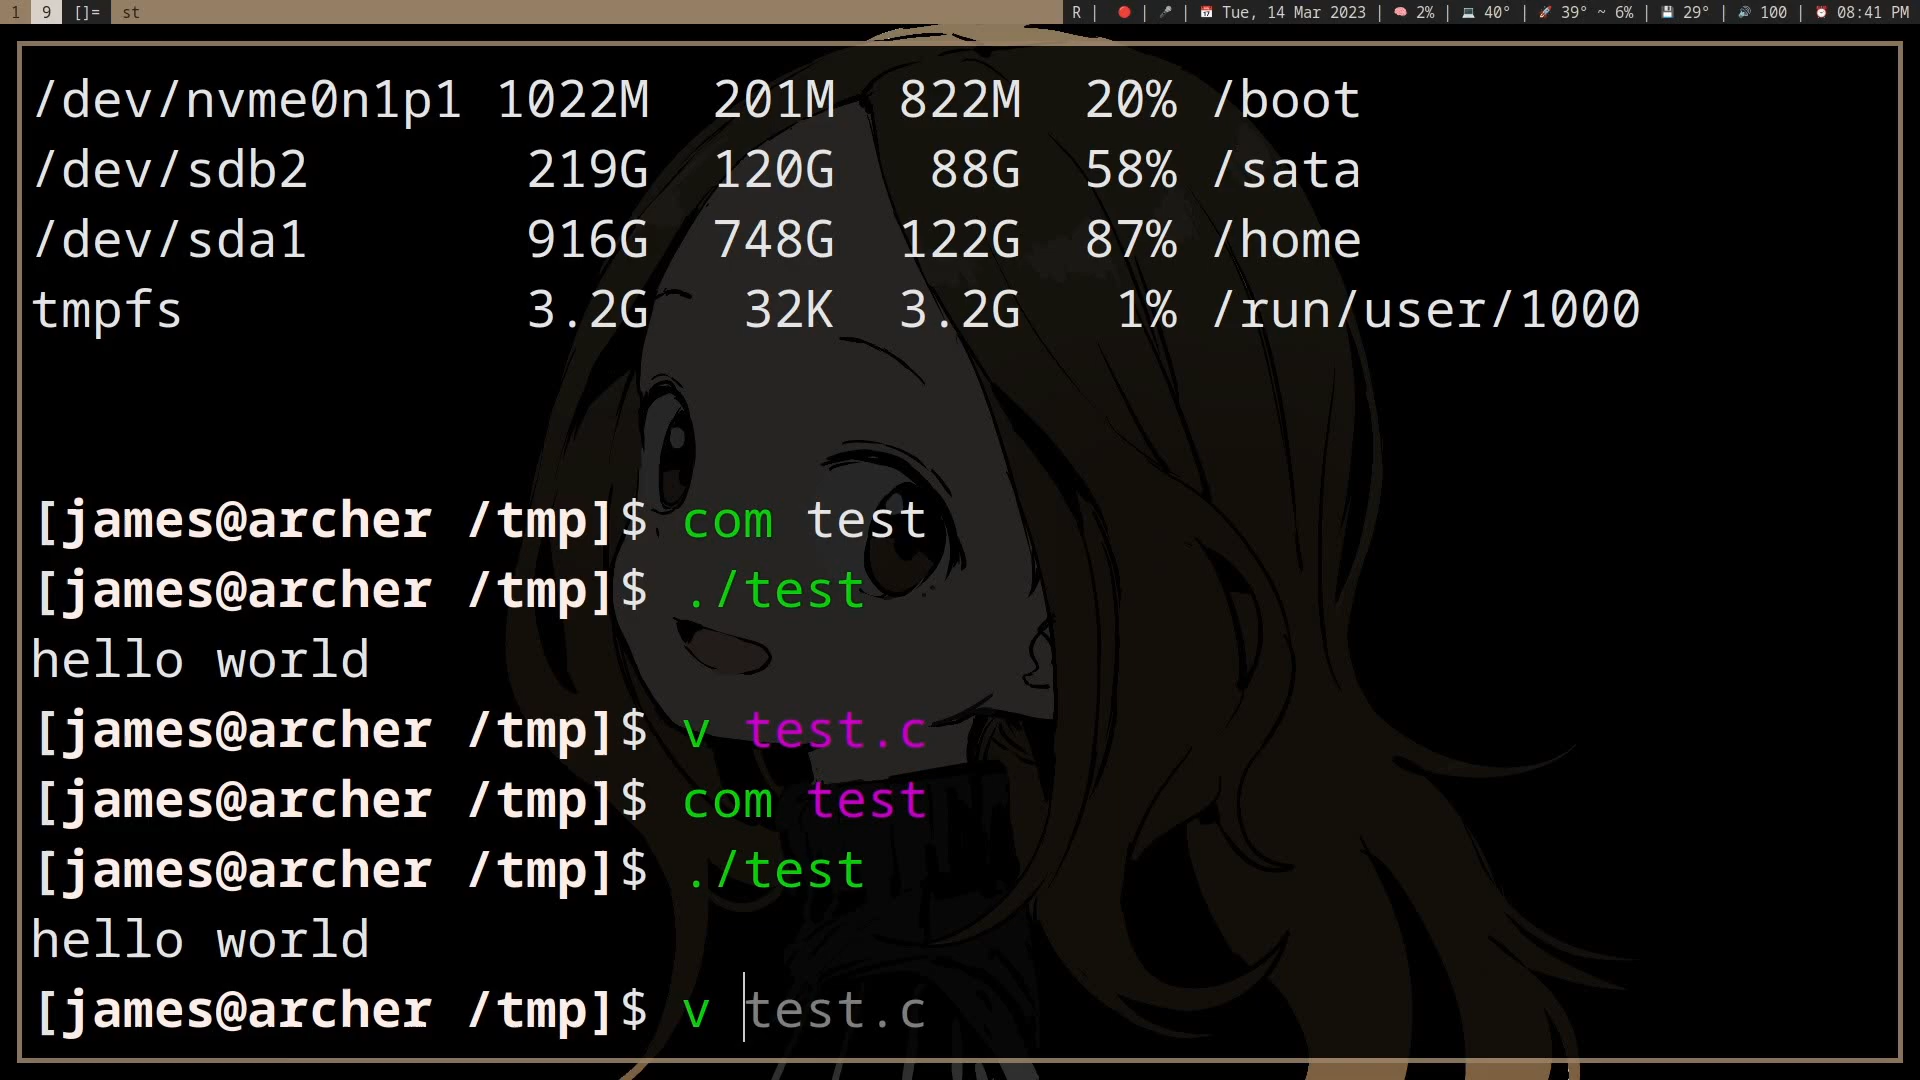 1 9 []= st R | 🔴 | 🎤 | 📅 Tue, 14 Mar 2023 | 🧠 2% | 💻 40° | 🚀 39° ~ 6% | 💾 29° | 🔊 100 | ⏰ 08:41 PM
/dev/nvme0n1p1 1022M 201M 822M 20% /boot
/dev/sdb2 219G 120G 88G 58% /sata
/dev/sda1 916G 748G 122G 87% /home
tmpfs 3.2G 32K 3.2G 1% /run/user/1000
[james@archer /tmp]$ com test
[james@archer /tmp]$ ./test
hello world
[james@archer /tmp]$ v test.c
[james@archer /tmp]$ com test
[james@archer /tmp]$ ./test
hello world
[james@archer /tmp]$ v test.c